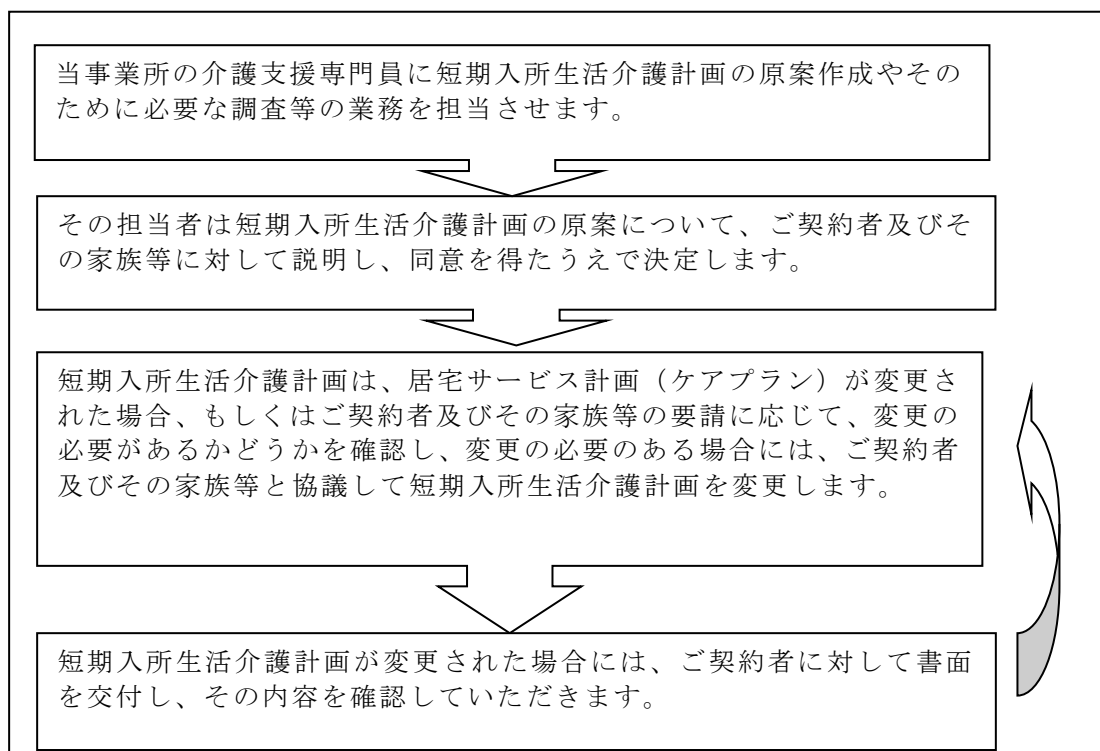 当事業所の介護支援専門員に短期入所生活介護計画の原案作成やその
ために必要な調査等の業務を担当させます。
その担当者は短期入所生活介護計画の原案について、ご契約者及びそ
の家族等に対して説明し、同意を得たうえで決定します。
短期入所生活介護計画は、居宅サービス計画（ケアプラン）が変更さ
れた場合、もしくはご契約者及びその家族等の要請に応じて、変更の
必要があるかどうかを確認し、変更の必要のある場合には、ご契約者
及びその家族等と協議して短期入所生活介護計画を変更します。
短期入所生活介護計画が変更された場合には、ご契約者に対して書面
を交付し、その内容を確認していただきます。